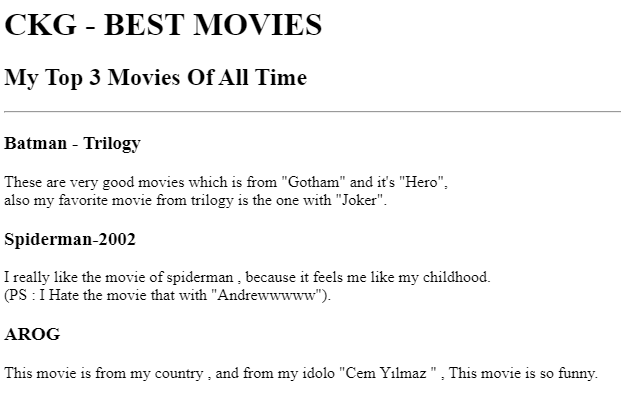 CKG - BEST MOVIES
My Top 3 Movies Of All Time
Batman - Trilogy
These are very good movies which is from "Gotham" and it's "Hero",
also my favorite movie from trilogy is the one with "Joker".
Spiderman-2002
I really like the movie of spiderman , because it feels me like my childhood.
(PS : I Hate the movie that with "Andrewwwww").
AROG
This movie is from my country , and from my idolo "Cem Yılmaz " , This movie is so funny.